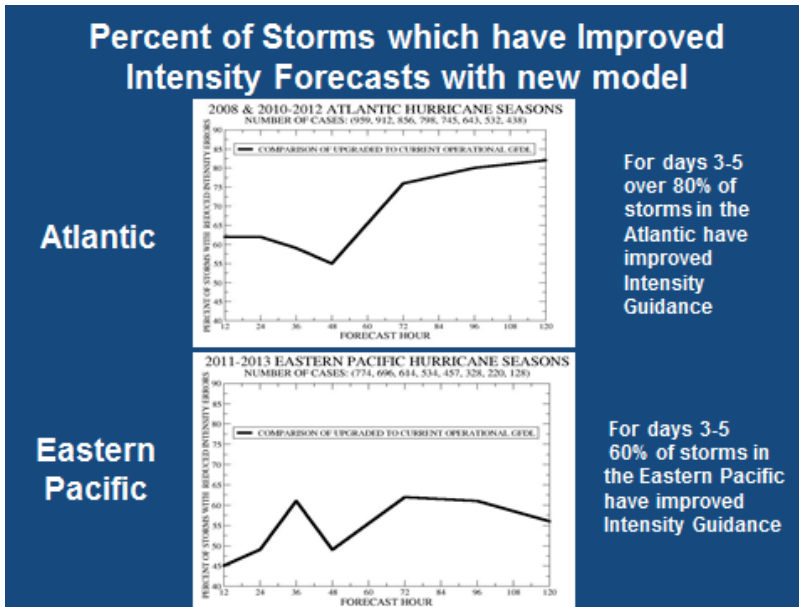 Percent of Storms which have Improved
Intensity Forecasts with new model
Atlantic
2008 & 2010-2012 ATLANTIC HURRICANE SEASONS
NUMBER OF CASES: (959, 912, 856, 798, 745, 643, 532, 438)
PERCENT OF STORMS WITH REDUCED INTENSITY ERRORS
90
85
80
75
70
65
60
55
50
45
40
COMPARISON OF UPGRADED TO CURRENT OPERATIONAL GFDL
12 24 36 48 60 72 84 96 108 120
FORECAST HOUR
For days 3-5
over 80% of
storms in the
Atlantic have
improved
Intensity
Guidance
Eastern
Pacific
2011-2013 EASTERN PACIFIC HURRICANE SEASONS
NUMBER OF CASES: (774, 696, 614, 534, 457, 328, 220, 128)
PERCENT OF STORMS WITH REDUCED INTENSITY ERRORS
90
85
80
75
70
65
60
55
50
45
40
COMPARISON OF UPGRADED TO CURRENT OPERATIONAL GFDL
12 24 36 48 60 72 84 96 108 120
FORECAST HOUR
For days 3-5
60% of storms in
the Eastern Pacific
have improved
Intensity Guidance